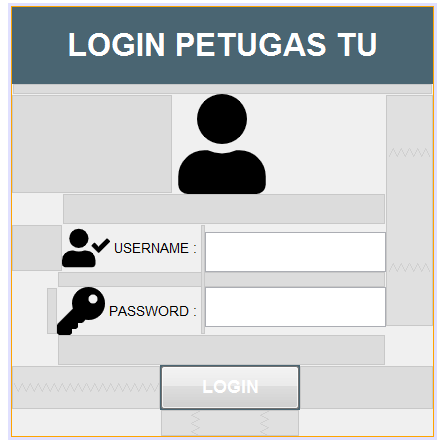 LOGIN PETUGAS TU
USERNAME :
PASSWORD :
LOGIN